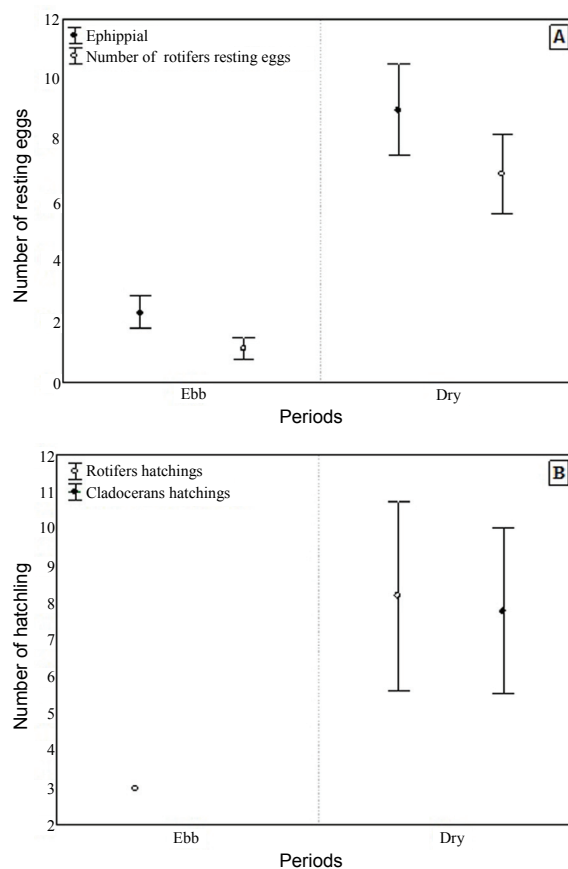 12
10
8
6
4
2
0
Number of resting eggs
Ephippial
Number of rotifers resting eggs
A
Ebb
Dry
Periods
12
11
10
9
8
7
6
5
4
3
2
Number of hatchling
Rotifers hatchings
Cladocerans hatchings
B
Ebb
Dry
Periods